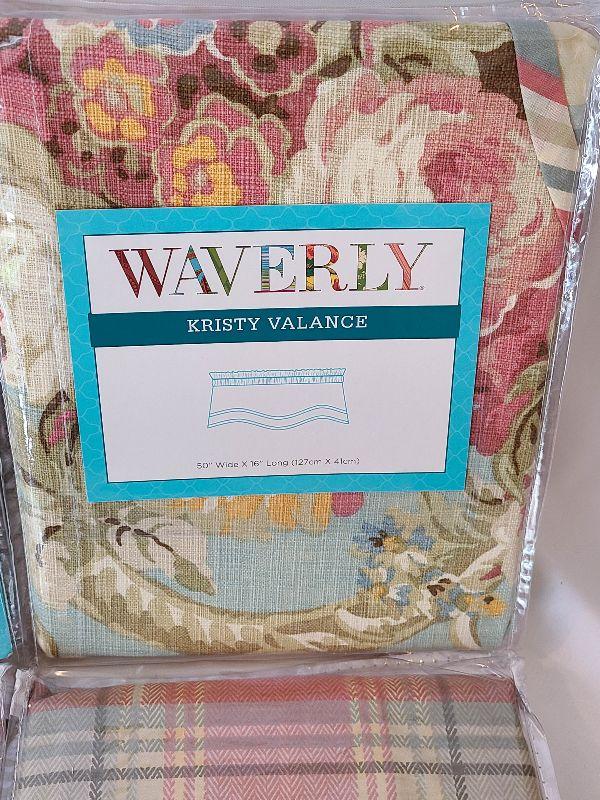 WAVERLY
KRISTY VALANCE
50" Wide X 16" Long (127cm X 41cm)